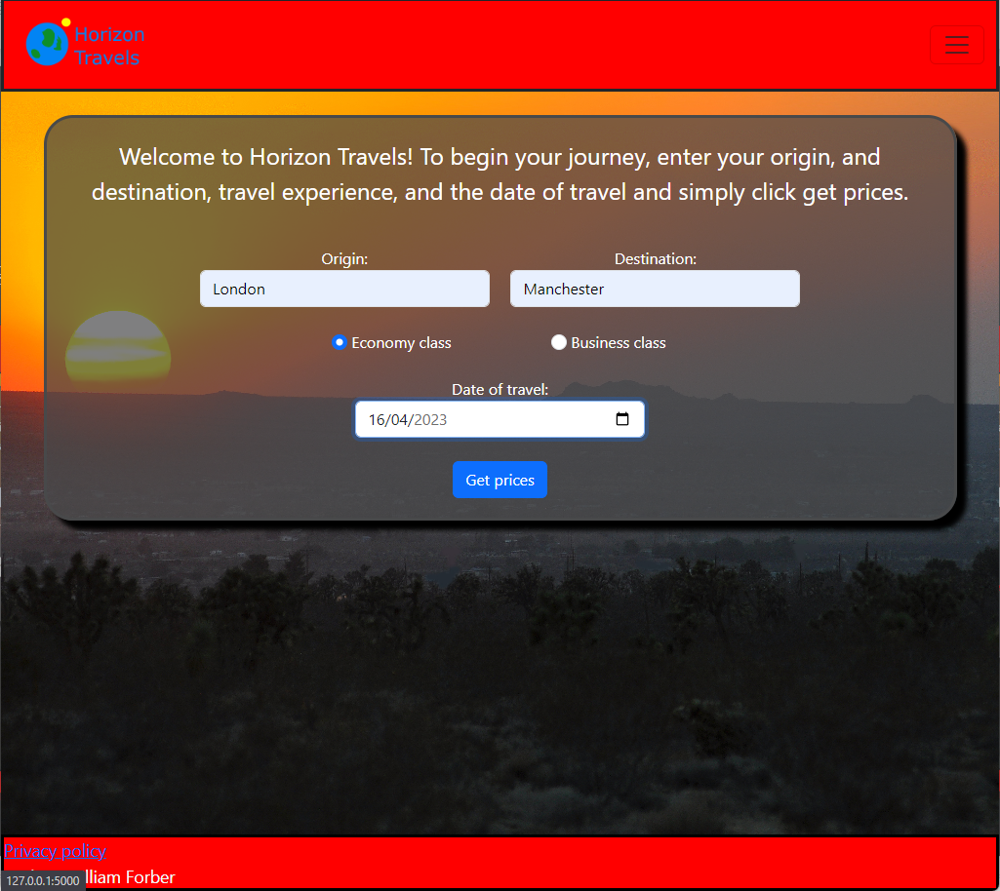 Horizon
Travels
Welcome to Horizon Travels! To begin your journey, enter your origin, and
destination, travel experience, and the date of travel and simply click get prices.
Origin: Destination:
London Manchester
Economy class Business class
Date of travel:
16/04/2023
Get prices
Privacy policy
lliam Forber
127.0.0.1:5000